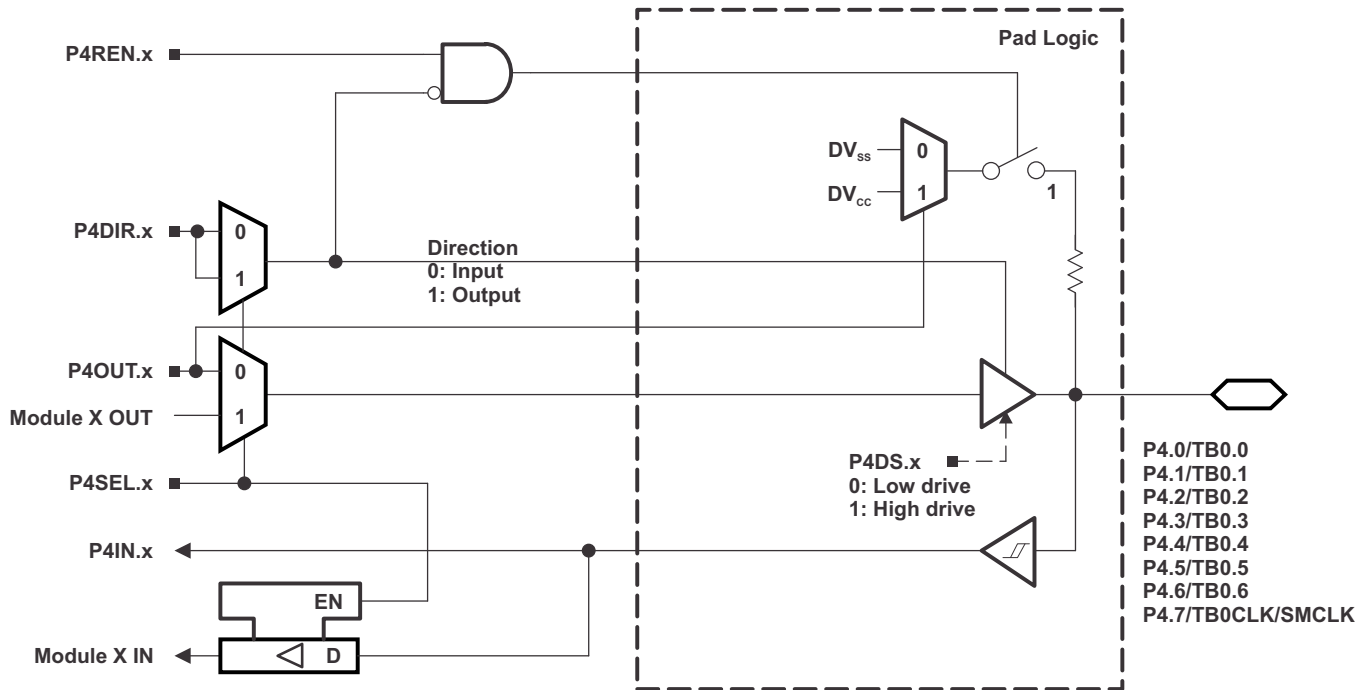 Pad Logic
P4REN.x
DVSS
0
DVCC
1
1
P4DIR.x
0
1
Direction
0: Input
1: Output
P4OUT.x
0
Module X OUT
1
P4SEL.x
P4DS.x
0: Low drive
1: High drive
P4.0/TB0.0
P4.1/TB0.1
P4.2/TB0.2
P4.3/TB0.3
P4.4/TB0.4
P4.5/TB0.5
P4.6/TB0.6
P4.7/TB0CLK/SMCLK
P4IN.x
EN
Module X IN
D